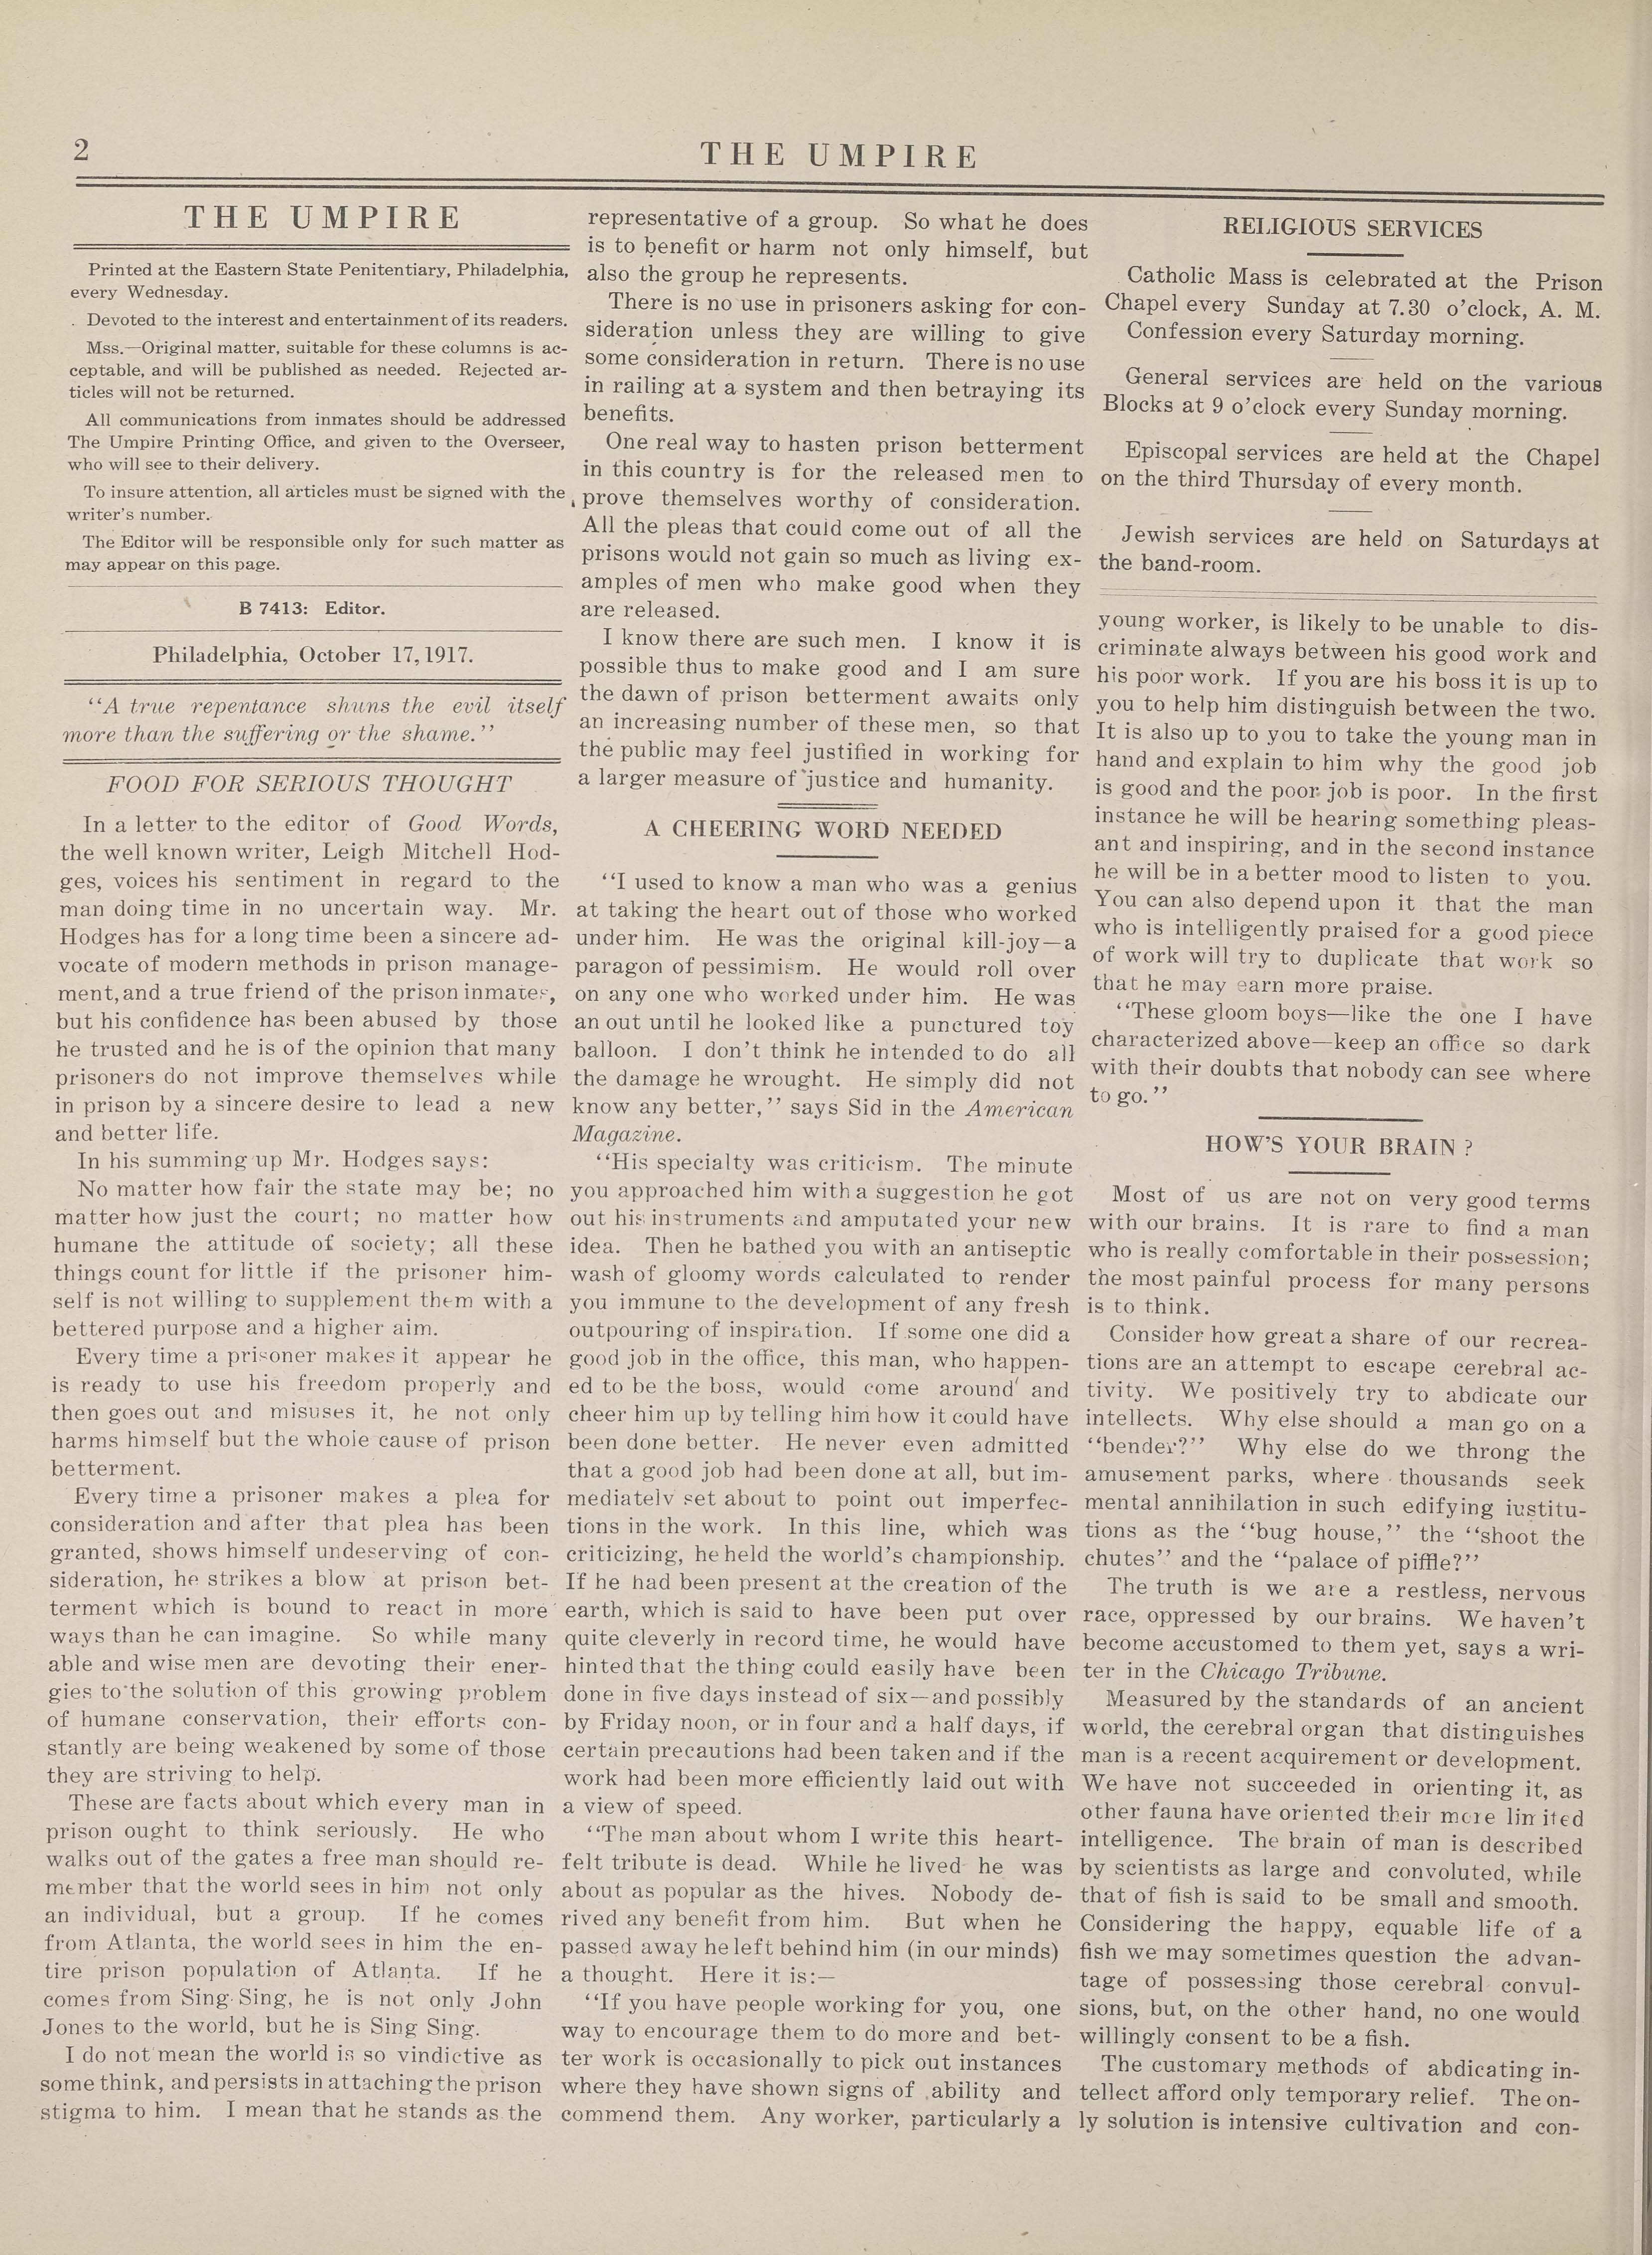 2
THE UMPIRE
THE UMPIRE
Printed at the Eastern State Penitentiary, Philadelphia,
every Wednesday.
Devoted to the interest and entertainment of its readers.
Mss.—Original matter, suitable for these columns is ac-
ceptable, and will be published as needed. Rejected ar-
ticles will not be returned.
All communications from inmates should be addressed
The Umpire Printing Office, and given to the Overseer,
who will see to their delivery.
To insure attention, all articles must be signed with the
writer's number.
The Editor will be responsible only for such matter as
may appear on this page.
B 7413: Editor.
Philadelphia, October 17, 1917.
"A true repentance shuns the evil itself
more than the suffering or the shame."
FOOD FOR SERIOUS THOUGHT
In a letter to the editor of Good Words,
the well known writer, Leigh Mitchell Hod-
ges, voices his sentiment in regard to the
man doing time in no uncertain way. Mr.
Hodges has for a long time been a sincere ad-
vocate of modern methods in prison manage-
ment, and a true friend of the prison inmates,
but his confidence has been abused by those
he trusted and he is of the opinion that many
prisoners do not improve themselves while
in prison by a sincere desire to lead a new
and better life.
In his summing up Mr. Hodges says:
No matter how fair the state may be; no
matter how just the court; no matter how
humane the attitude of society; all these
things count for little if the prisoner him-
self is not willing to supplement them with a
bettered purpose and a higher aim.
Every time a prisoner makes it appear he
is ready to use his freedom properly and
then goes out and misuses it, he not only
harms himself but the whole cause of prison
betterment.
Every time a prisoner makes a plea for
consideration and after that plea has been
granted, shows himself undeserving of con-
sideration, he strikes a blow at prison bet-
terment which is bound to react in more
ways than he can imagine. So while many
able and wise men are devoting their ener-
gies to the solution of this growing problem
of humane conservation, their efforts con-
stantly are being weakened by some of those
they are striving to help.
These are facts about which every man in
prison ought to think seriously. He who
walks out of the gates a free man should re-
member that the world sees in him not only
an individual, but a group. If he comes
from Atlanta, the world sees in him the en-
tire prison population of Atlanta. If he
comes from Sing Sing, he is not only John
Jones to the world, but he is Sing Sing.
I do not mean the world is so vindictive as
some think, and persists in attaching the prison
stigma to him. I mean that he stands as the
representative of a group. So what he does
is to benefit or harm not only himself, but
also the group he represents.
There is no use in prisoners asking for con-
sideration unless they are willing to give
some consideration in return. There is no use
in railing at a system and then betraying its
benefits.
One real way to hasten prison betterment
in this country is for the released men to
prove themselves worthy of consideration.
All the pleas that could come out of all the
prisons would not gain so much as living ex-
amples of men who make good when they
are released.
I know there are such men. I know it is
possible thus to make good and I am sure
the dawn of prison betterment awaits only
an increasing number of these men, so that
the public may feel justified in working for
a larger measure of justice and humanity.
A CHEERING WORD NEEDED
"I used to know a man who was a genius
at taking the heart out of those who worked
under him. He was the original kill-joy—a
paragon of pessimism. He would roll over
on any one who worked under him. He was
an out until he looked like a punctured toy
balloon. I don't think he intended to do all
the damage he wrought. He simply did not
know any better," says Sid in the American
Magazine.
"His specialty was criticism. The minute
you approached him with a suggestion he got
out his instruments and amputated your new
idea. Then he bathed you with an antiseptic
wash of gloomy words calculated to render
you immune to the development of any fresh
outpouring of inspiration. If some one did a
good job in the office, this man, who happen-
ed to be the boss, would come around and
cheer him up by telling him how it could have
been done better. He never even admitted
that a good job had been done at all, but im-
mediately set about to point out imperfec-
tions in the work. In this line, which was
criticizing, he held the world's championship.
If he had been present at the creation of the
earth, which is said to have been put over
quite cleverly in record time, he would have
hinted that the thing could easily have been
done in five days instead of six—and possibly
by Friday noon, or in four and a half days, if
certain precautions had been taken and if the
work had been more efficiently laid out with
a view of speed.
"The man about whom I write this heart-
felt tribute is dead. While he lived he was
about as popular as the hives. Nobody de-
rived any benefit from him. But when he
passed away he left behind him (in our minds)
a thought. Here it is:—
"If you have people working for you, one
way to encourage them to do more and bet-
ter work is occasionally to pick out instances
where they have shown signs of ability and
commend them. Any worker, particularly a
RELIGIOUS SERVICES
Catholic Mass is celebrated at the Prison
Chapel every Sunday at 7.30 o'clock, A. M.
Confession every Saturday morning.
General services are held on the various
Blocks at 9 o'clock every Sunday morning.
Episcopal services are held at the Chapel
on the third Thursday of every month.
Jewish services are held on Saturdays at
the band-room.
young worker, is likely to be unable to dis-
criminate always between his good work and
his poor work. If you are his boss it is up to
you to help him distinguish between the two.
It is also up to you to take the young man in
hand and explain to him why the good job
is good and the poor job is poor. In the first
instance he will be hearing something pleas-
ant and inspiring, and in the second instance
he will be in a better mood to listen to you.
You can also depend upon it that the man
who is intelligently praised for a good piece
of work will try to duplicate that work so
that he may earn more praise.
"These gloom boys—like the one I have
characterized above—keep an office so dark
with their doubts that nobody can see where
to go."
HOW'S YOUR BRAIN?
Most of us are not on very good terms
with our brains. It is rare to find a man
who is really comfortable in their possession;
the most painful process for many persons
is to think.
Consider how great a share of our recrea-
tions are an attempt to escape cerebral ac-
tivity. We positively try to abdicate our
intellects. Why else should a man go on a
"bender?" Why else do we throng the
amusement parks, where thousands seek
mental annihilation in such edifying iustitu-
tions as the "bug house," the "shoot the
chutes" and the "palace of piffle?"
The truth is we are a restless, nervous
race, oppressed by our brains. We haven't
become accustomed to them yet, says a wri-
ter in the Chicago Tribune.
Measured by the standards of an ancient
world, the cerebral organ that distinguishes
man is a recent acquirement or development.
We have not succeeded in orienting it, as
other fauna have oriented their more limited
intelligence. The brain of man is described
by scientists as large and convoluted, while
that of fish is said to be small and smooth.
Considering the happy, equable life of a
fish we may sometimes question the advan-
tage of possessing those cerebral convul-
sions, but, on the other hand, no one would
willingly consent to be a fish.
The customary methods of abdicating in-
tellect afford only temporary relief. The on-
ly solution is intensive cultivation and con-